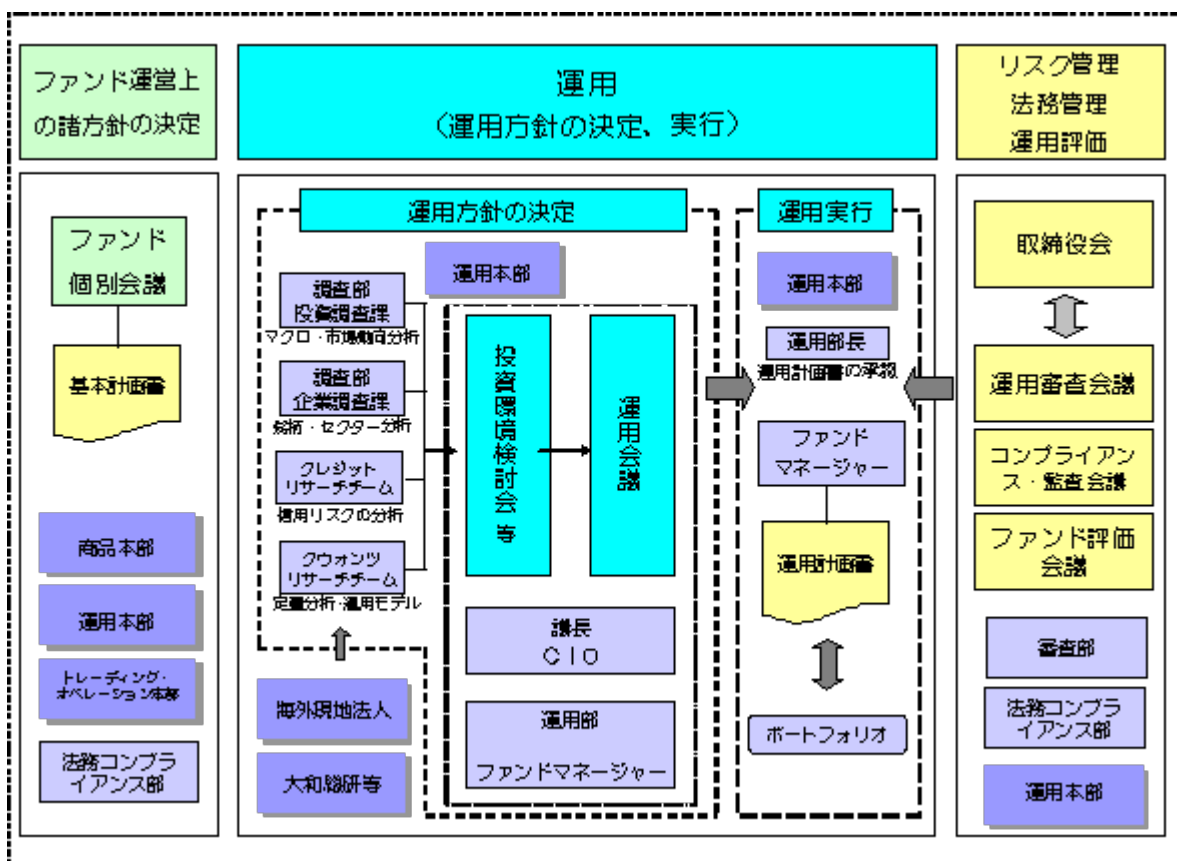 ファンド運営上
の諸方針の決定
運用
(運用方針の決定、実行)
リスク管理
法務管理
運用評価
ファンド
個別会議
基本計画書
商品本部
運用本部
トレーディング・
オペレーション本部
法務コンプラ
イアンス部
運用方針の決定
運用本部
調査部
投資調査課
マクロ・市場動向分析
調査部
企業調査課
銘柄・セクター分析
クレジット
リサーチチーム
信用リスクの分析
クウォンツ
リサーチチーム
定量分析・運用モデル
海外現地法人
大和総研等
投資環境検討会 等
運用会議
議長
CIO
運用部
ファンドマネージャー
運用実行
運用本部
運用部長
運用計画書の承認
ファンド
マネージャー
運用計画書
ポートフォリオ
取締役会
運用審査会議
コンプライアン
ス・監査会議
ファンド評価
会議
審査部
法務コンプラ
イアンス部
運用本部